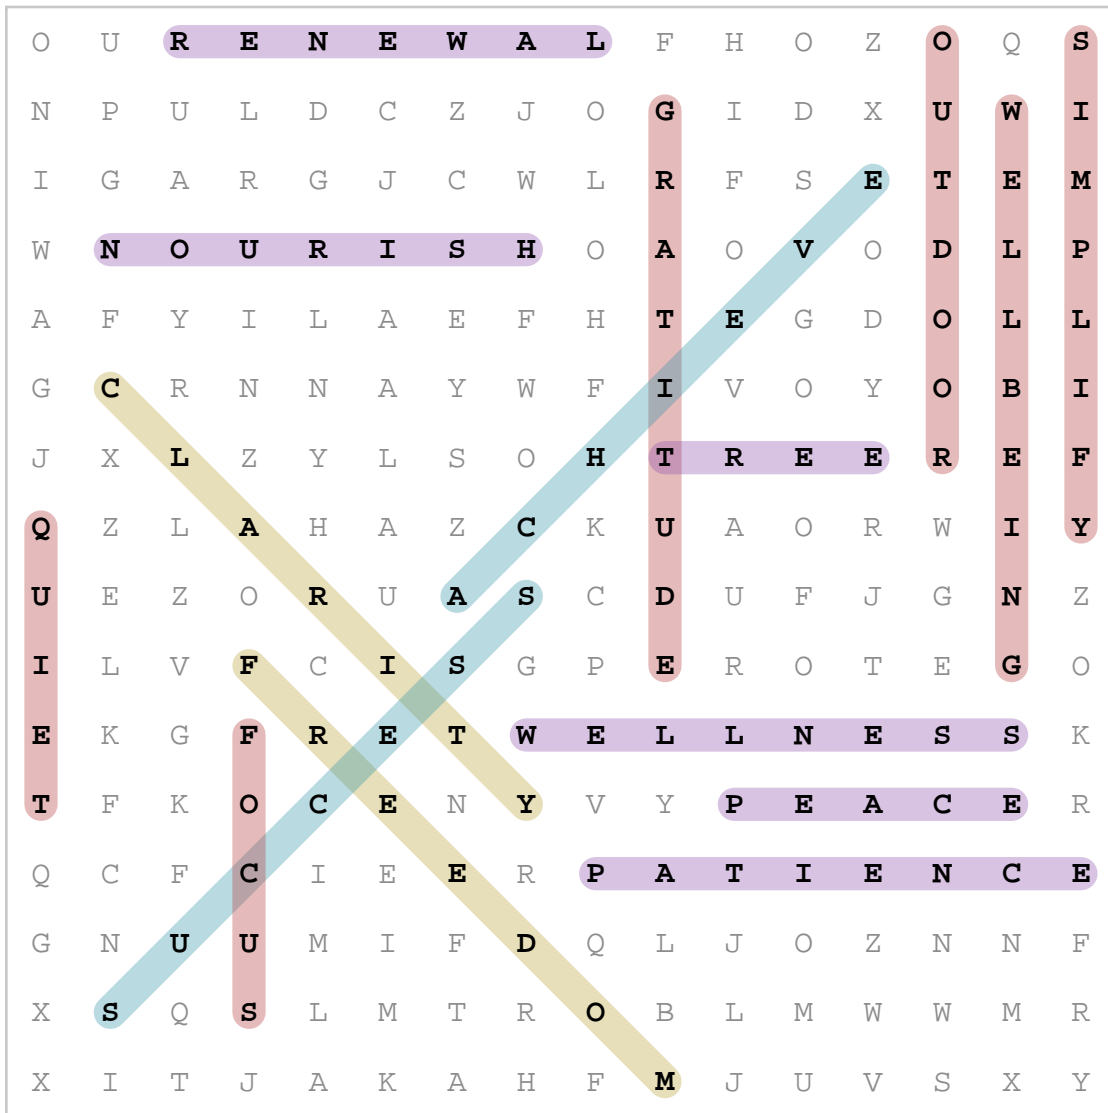 O U R E N E W A L F H O Z O Q S
N P U L D C Z J O G I D X U W I
I G A R G J C W L R F S E T E M
W N O U R I S H O A O V O D L P
A F Y I L A E F H T E G D O L L
G C R N N A Y W F I V O Y O B I
J X L Z Y L S O H T R E E R E F
Q Z L A H A Z C K U A O R W I Y
U E Z O R U A S C D U F J G N Z
I L V F C I S G P E R O T E G O
E K G F R E T W E L L N E S S K
T F K O C E N Y V Y P E A C E R
Q C F C I E E R P A T I E N C E
G N U U M I F D Q L J O Z N N F
X S Q S L M T R O B L M W W M R
X I T J A K A H F M J U V S X Y